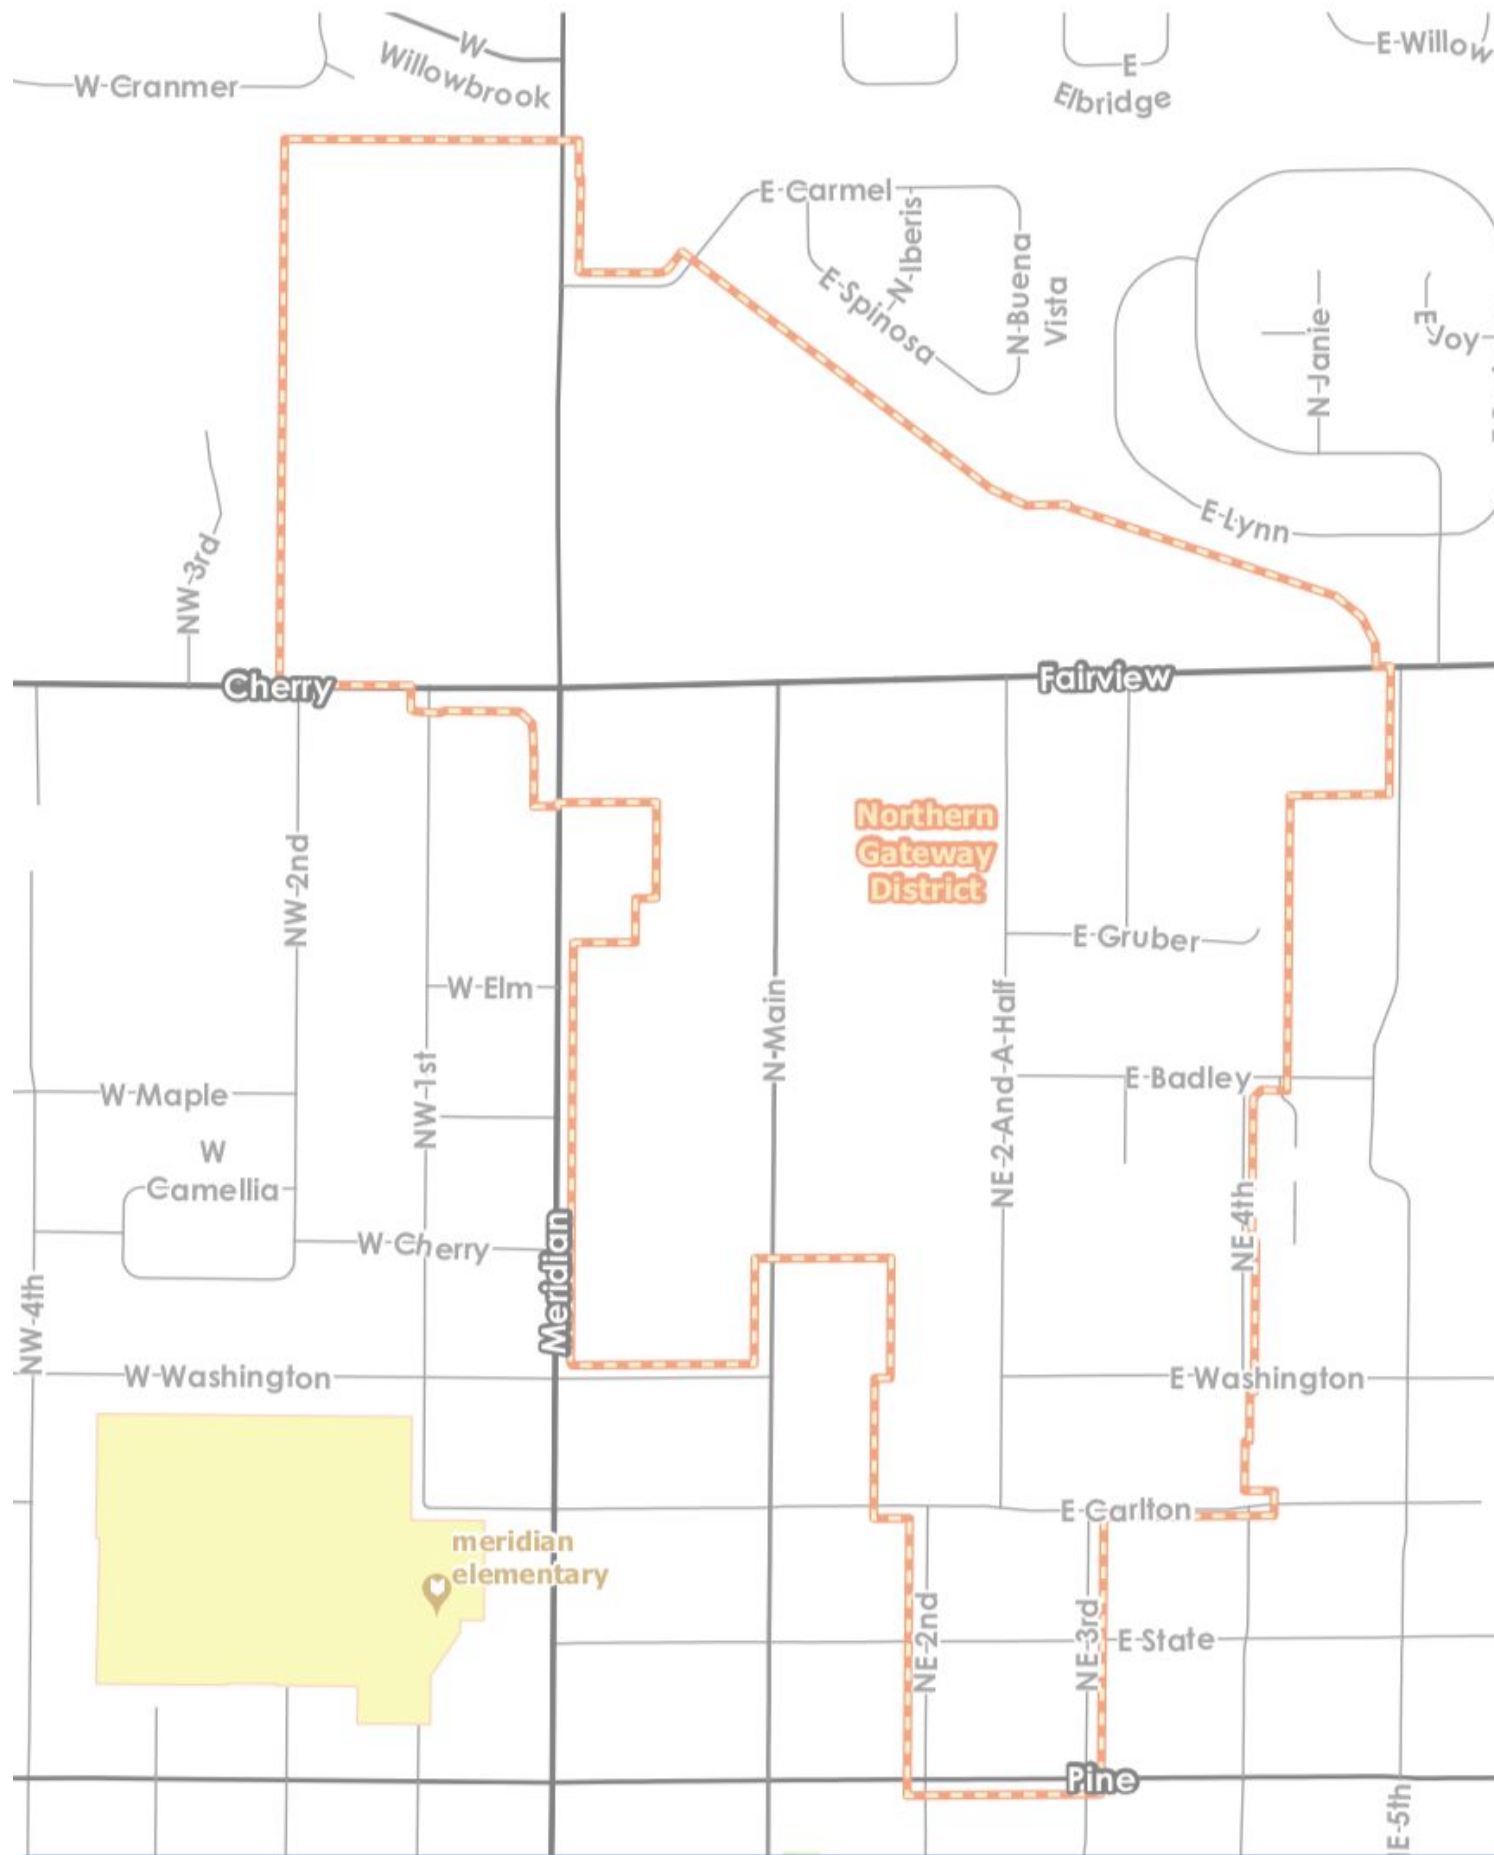 W
Willowbrook
W-Cranmer
E
Elbridge
E-Willow
E-Carmel
N-Iberis
E-Spinosa
N-Buena
Vista
N-Janie
E
Joy
E-Lynn
NW-3rd
Cherry
Fairview
Northern
Gateway
District
NW-2nd
E-Gruber
W-Elm
N-Main
NE-2-And-A-Half
NW-1st
E-Badley
W-Maple
W
Camellia
W-Cherry
Meridian
NE-4th
NW-4th
W-Washington
E-Washington
E-Carlton
meridian
elementary
NE-2nd
NE-3rd
E-State
Pine